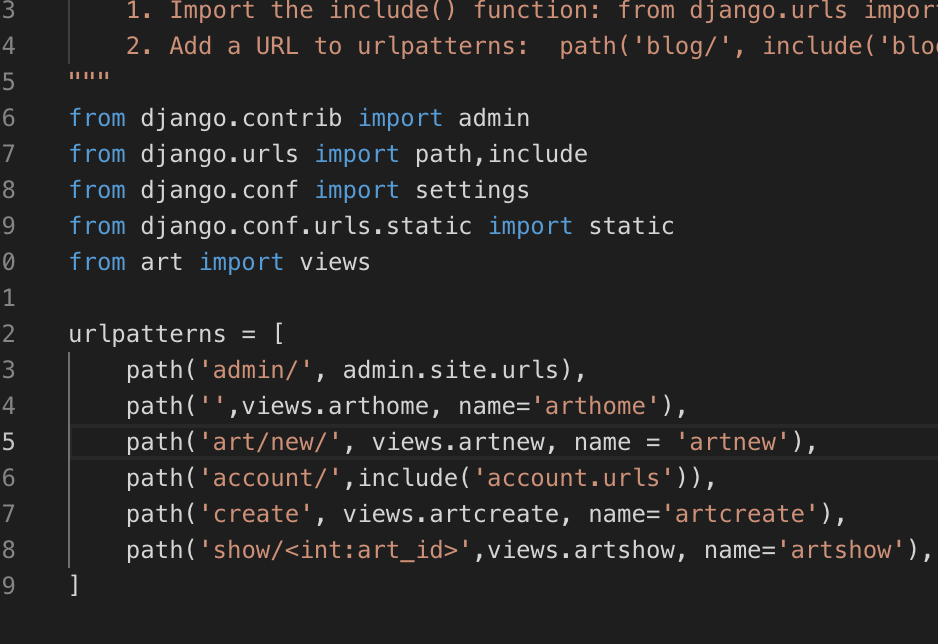 3 1. Import the include() function: from django.urls impor
4 2. Add a URL to urlpatterns:  path('blog/', include('blo
5 """
6 from django.contrib import admin
7 from django.urls import path,include
8 from django.conf import settings
9 from django.conf.urls.static import static
0 from art import views
1
2 urlpatterns = [
3     path('admin/', admin.site.urls),
4     path('',views.arthome, name='arthome'),
5     path('art/new/', views.artnew, name = 'artnew'),
6     path('account/',include('account.urls')),
7     path('create', views.artcreate, name='artcreate'),
8     path('show/<int:art_id>',views.artshow, name='artshow'),
9 ]